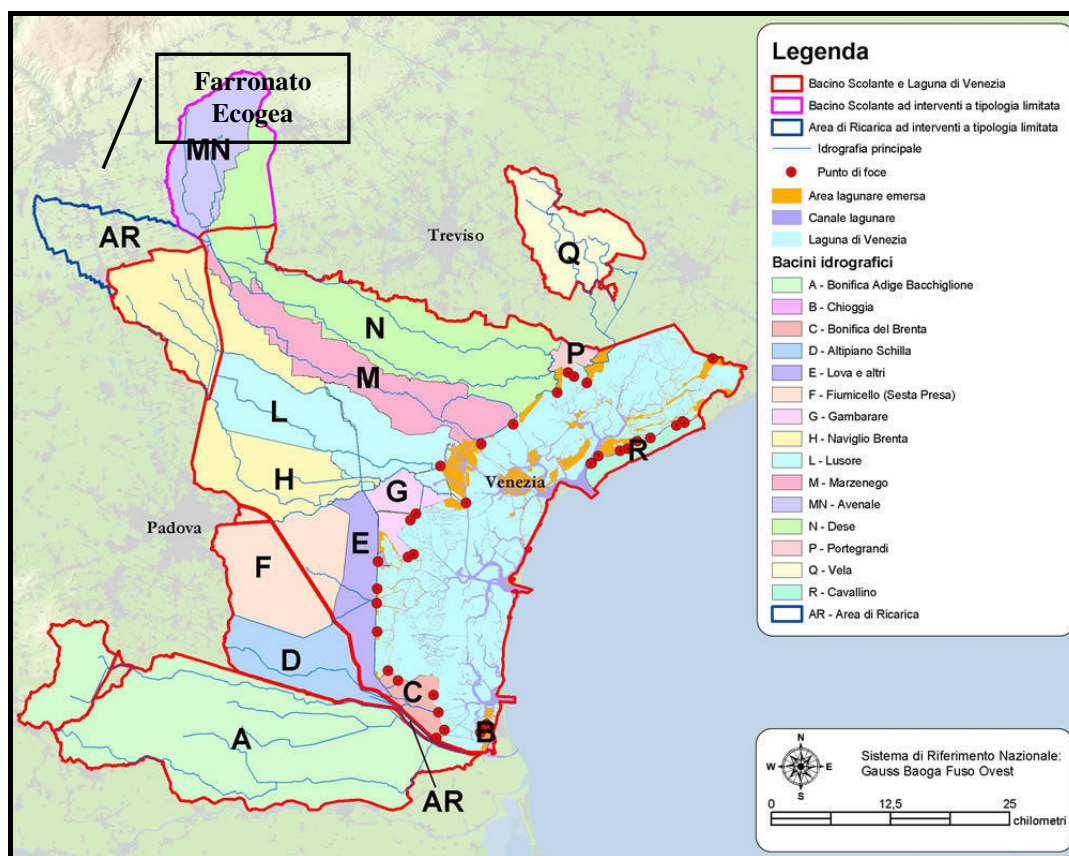 Farronato
Ecogea
MN
AR
Treviso
Q
N
P
M
L
R
Venezia
H
G
Padova
E
F
D
C
B
A
AR
Legenda
Bacino Scolante e Laguna di Venezia
Bacino Scolante ad interventi a tipologia limitata
Area di Ricarica ad interventi a tipologia limitata
Idrografia principale
Punto di foce
Area lagunare emersa
Canale lagunare
Laguna di Venezia
Bacini idrografici
A - Bonifica Adige Bacchiglione
B - Chioggia
C - Bonifica del Brenta
D - Altipiano Schilla
E - Lova e altri
F - Fiumicello (Sesta Presa)
G - Gambarare
H - Naviglio Brenta
L - Lusore
M - Marzenego
MN - Avenale
N - Dese
P - Portegrandi
Q - Vela
R - Cavallino
AR - Area di Ricarica
N
W E
S
Sistema di Riferimento Nazionale:
Gauss Baoga Fuso Ovest
0 12,5 25
chilometri